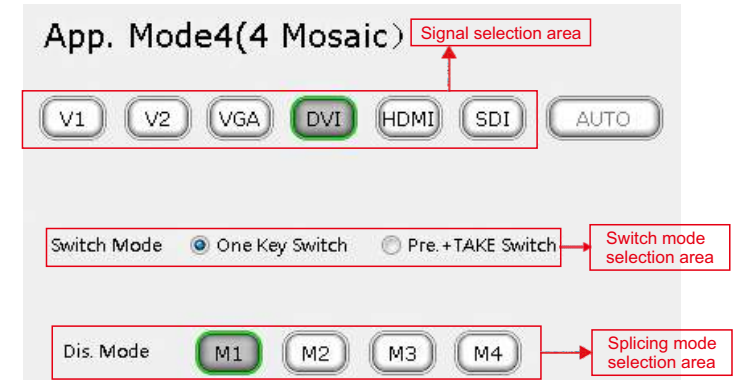 App. Mode4(4 Mosaic）
Signal selection area
V1 V2 VGA DVI HDMI SDI AUTO
Switch Mode One Key Switch Pre.+TAKE Switch
Switch mode
selection area
Dis. Mode M1 M2 M3 M4
Splicing mode
selection area